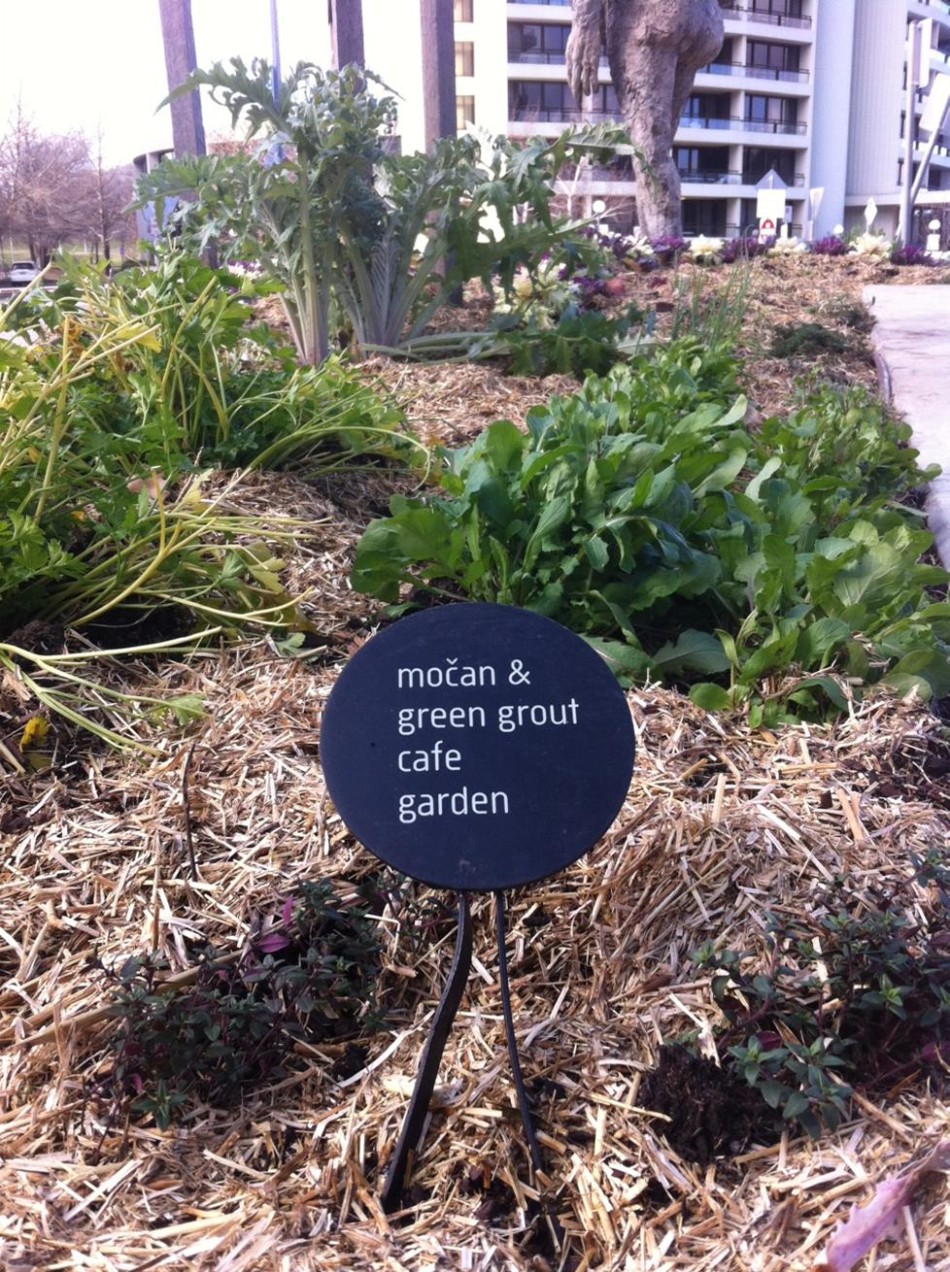 močan &
green grout
cafe
garden